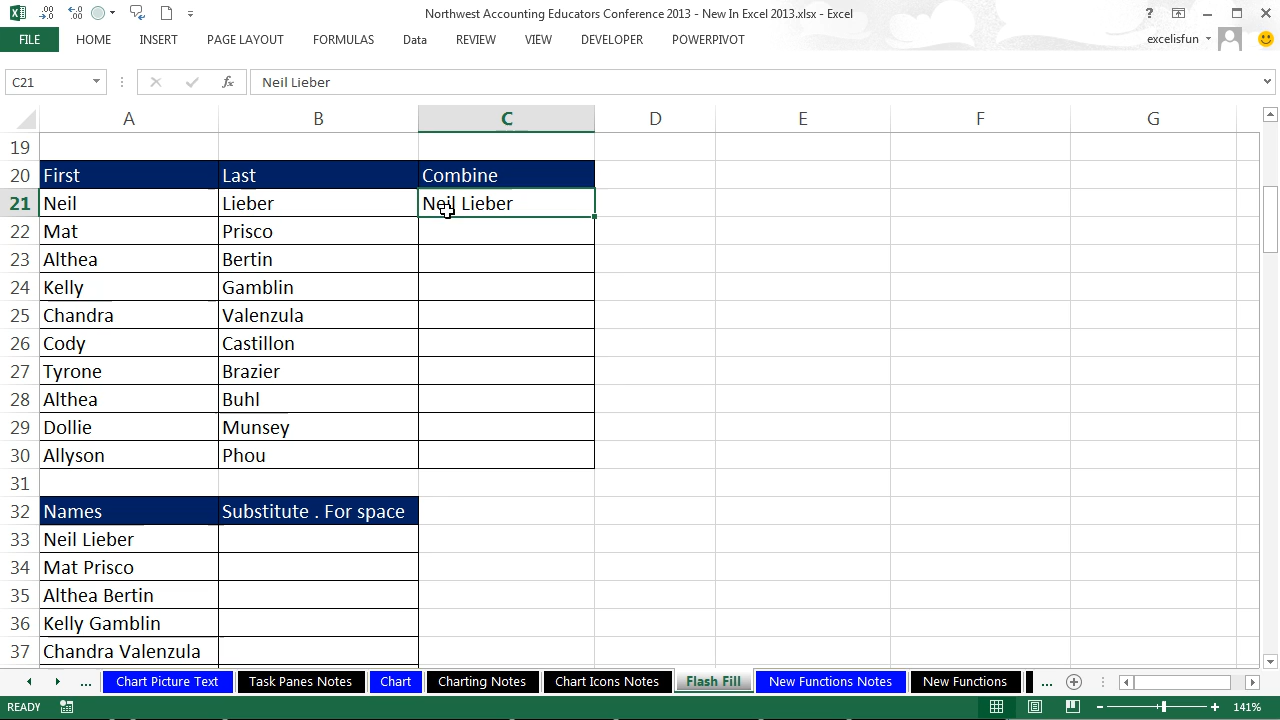 Northwest Accounting Educators Conference 2013 - New In Excel 2013.xlsx - Excel
FILE HOME INSERT PAGE LAYOUT FORMULAS Data REVIEW VIEW DEVELOPER POWERPIVOT excelisfun
C21 fx Neil Lieber
A B C D E F G
19
20 First Last Combine
21 Neil Lieber Neil Lieber
22 Mat Prisco
23 Althea Bertin
24 Kelly Gamblin
25 Chandra Valenzula
26 Cody Castillon
27 Tyrone Brazier
28 Althea Buhl
29 Dollie Munsey
30 Allyson Phou
31
32 Names Substitute . For space
33 Neil Lieber
34 Mat Prisco
35 Althea Bertin
36 Kelly Gamblin
37 Chandra Valenzula
... Chart Picture Text Task Panes Notes Chart Charting Notes Chart Icons Notes Flash Fill New Functions Notes New Functions ...
READY 141%